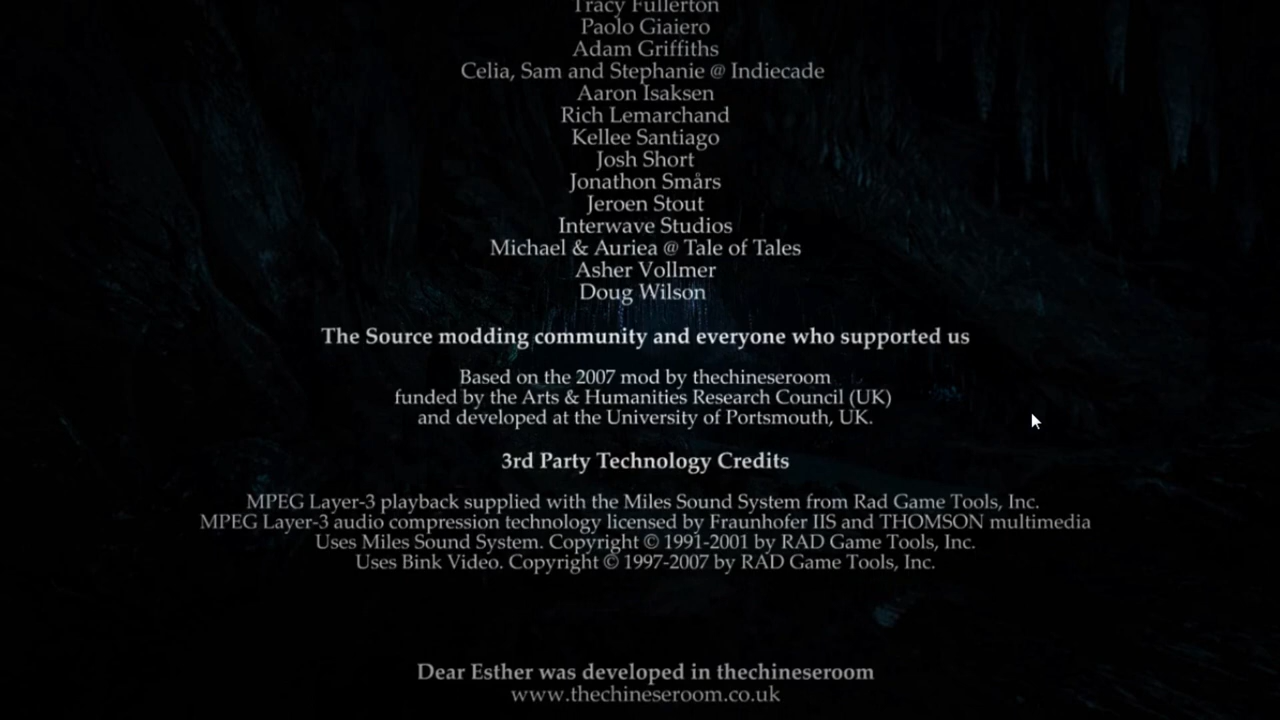 Tracy Fullerton
Paolo Giaiero
Adam Griffiths
Celia, Sam and Stephanie @ Indiecade
Aaron Isaksen
Rich Lemarchand
Kellee Santiago
Josh Short
Jonathon Smårs
Jeroen Stout
Interwave Studios
Michael & Auriea @ Tale of Tales
Asher Vollmer
Doug Wilson
The Source modding community and everyone who supported us
Based on the 2007 mod by thechineseroom
funded by the Arts & Humanities Research Council (UK)
and developed at the University of Portsmouth, UK.
3rd Party Technology Credits
MPEG Layer-3 playback supplied with the Miles Sound System from Rad Game Tools, Inc.
MPEG Layer-3 audio compression technology licensed by Fraunhofer IIS and THOMSON multimedia
Uses Miles Sound System. Copyright © 1991-2001 by RAD Game Tools, Inc.
Uses Bink Video. Copyright © 1997-2007 by RAD Game Tools, Inc.
Dear Esther was developed in thechineseroom
www.thechineseroom.co.uk